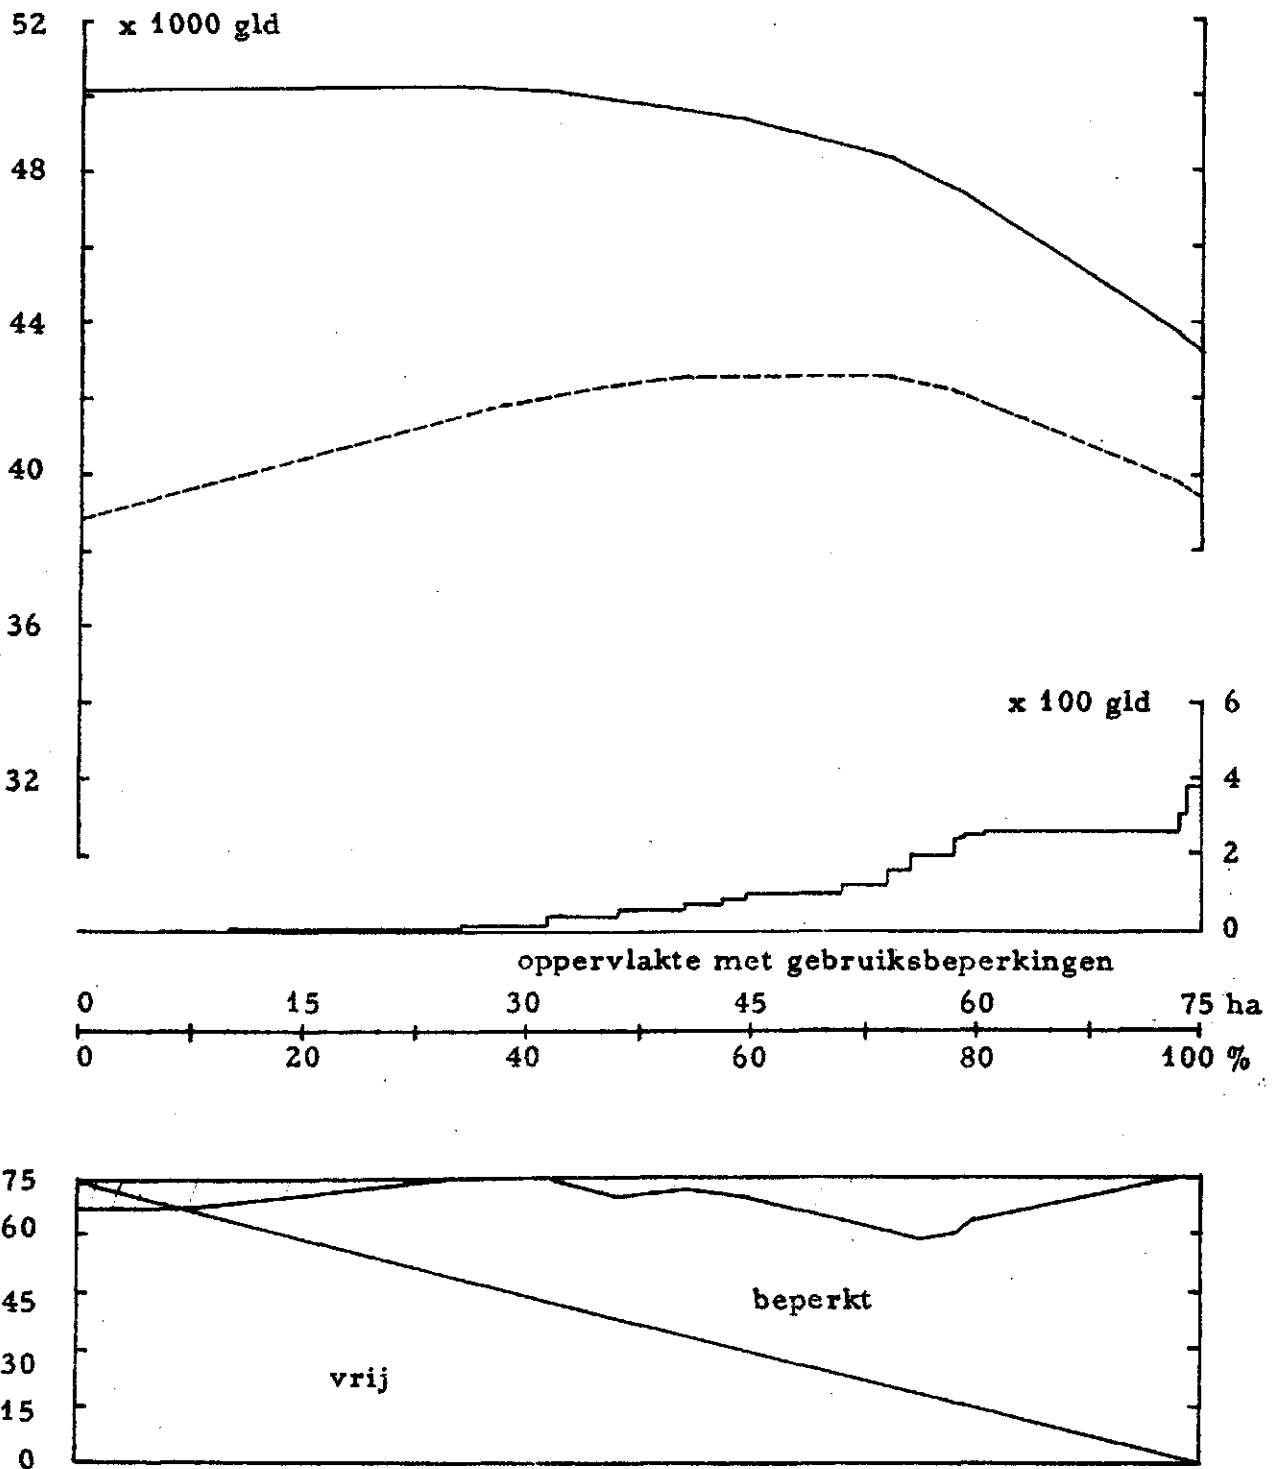 52 x 1000 gld
48
44
40
36
x 100 gld 6
32 4
2
0
oppervlakte met gebruiksbeperkingen
0 15 30 45 60 75 ha
0 20 40 60 80 100 %
75
60
45 beperkt
30
vrij
15
0